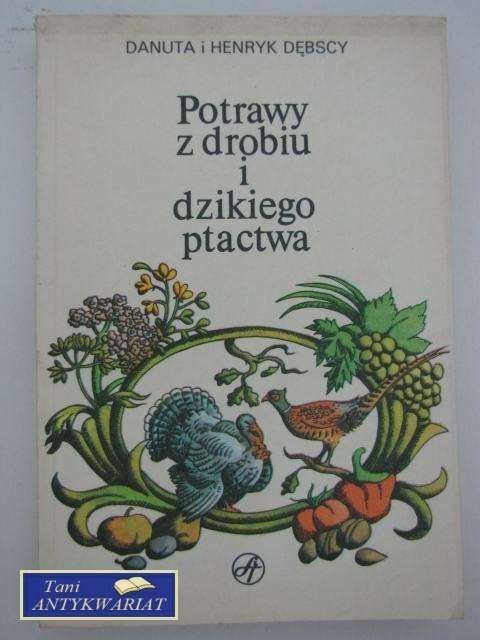 DANUTA i HENRYK DĘBSCY
Potrawy
z drobiu
i
dzikiego
ptactwa
Tani
ANTYKWARIAT